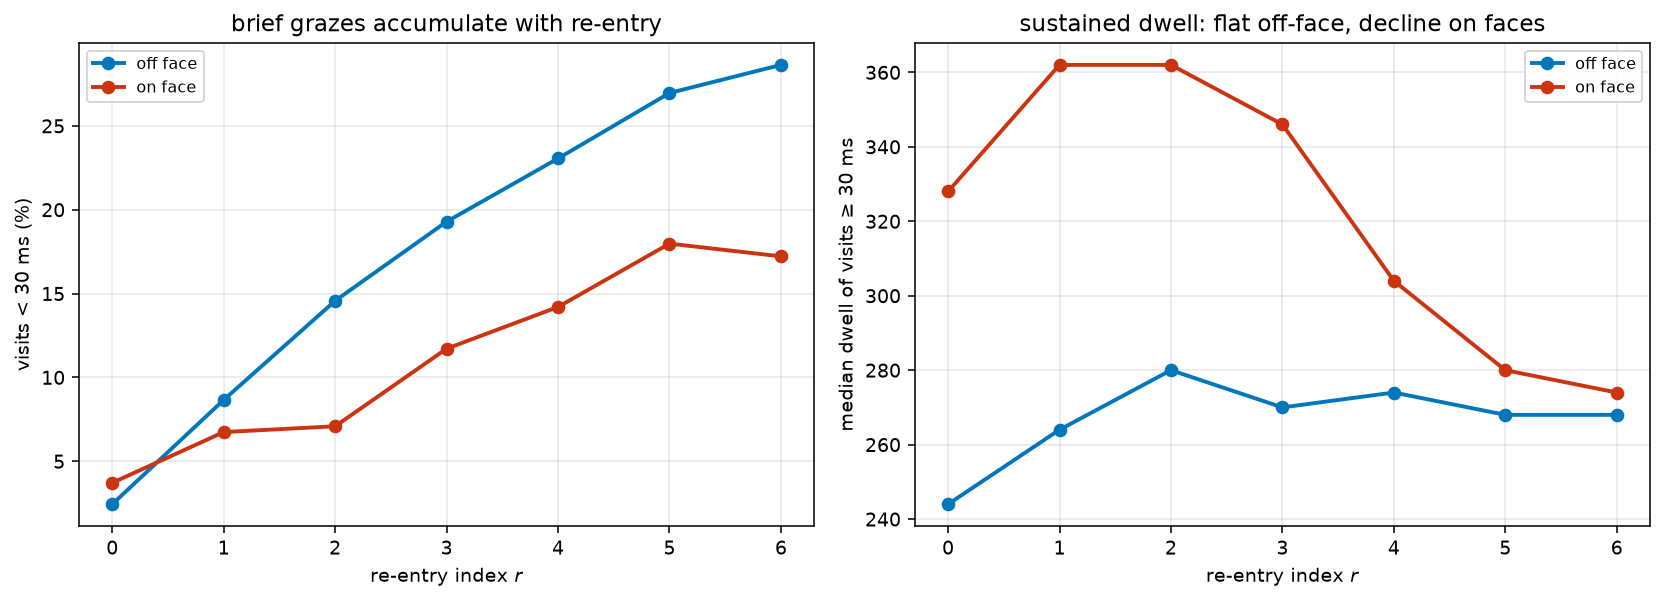 brief grazes accumulate with re-entry
off face
on face
visits < 30 ms (%)
25
20
15
10
5
0 1 2 3 4 5 6
re-entry index r
sustained dwell: flat off-face, decline on faces
off face
on face
median dwell of visits ≥ 30 ms
360
340
320
300
280
260
240
0 1 2 3 4 5 6
re-entry index r